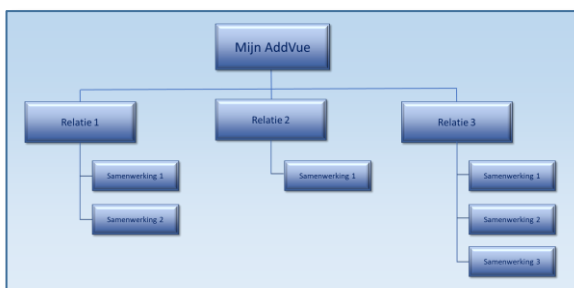 Mijn AddVue
Relatie 1
Relatie 2
Relatie 3
Samenwerking 1
Samenwerking 1
Samenwerking 1
Samenwerking 2
Samenwerking 2
Samenwerking 3